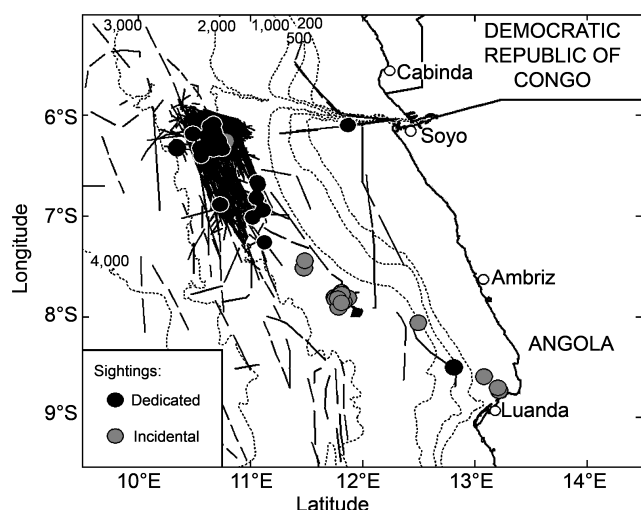 3,000
2,000
1,000
200
500
DEMOCRATIC
REPUBLIC OF
CONGO
Cabinda
6°S
Soyo
7°S
Longitude
4,000
Ambriz
8°S
ANGOLA
Sightings:
Dedicated
Incidental
9°S
Luanda
10°E
11°E
12°E
13°E
14°E
Latitude